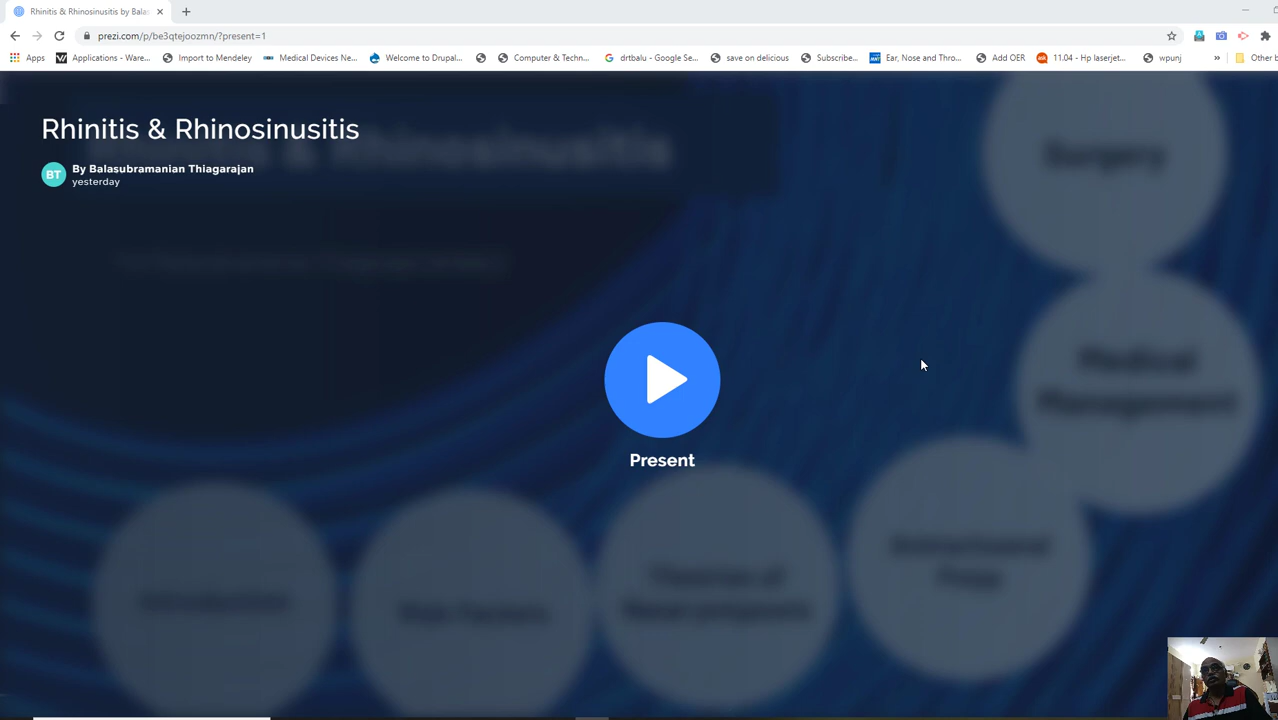 Rhinitis & Rhinosinusitis by Balas
prezi.com/p/be3qtejoozmn/?present=1
Apps
Applications - Ware...
Import to Mendeley
Medical Devices Ne...
Welcome to Drupal...
Computer & Techn...
drtbalu - Google Se...
save on delicious
Subscribe...
Ear, Nose and Thro...
Add OER
11.04 - Hp laserjet...
wpunj
»
Other b
Rhinitis & Rhinosinusitis
Rhinosinusitis
BT
By Balasubramanian Thiagarajan
yesterday
Surgery
Medical
Management
Present
Introduction
Risk Factors
Theories of
Nasal polyposis
Antrochoanal
Polyp